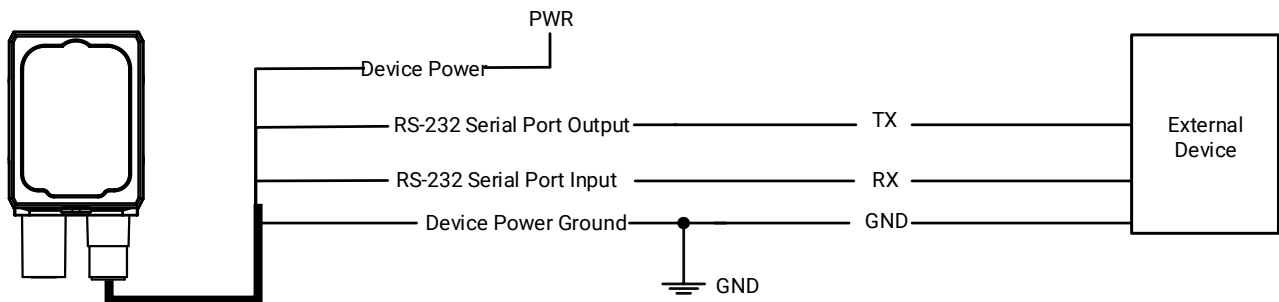 PWR
Device Power
RS-232 Serial Port Output
TX
External
Device
RS-232 Serial Port Input
RX
Device Power Ground
GND
GND